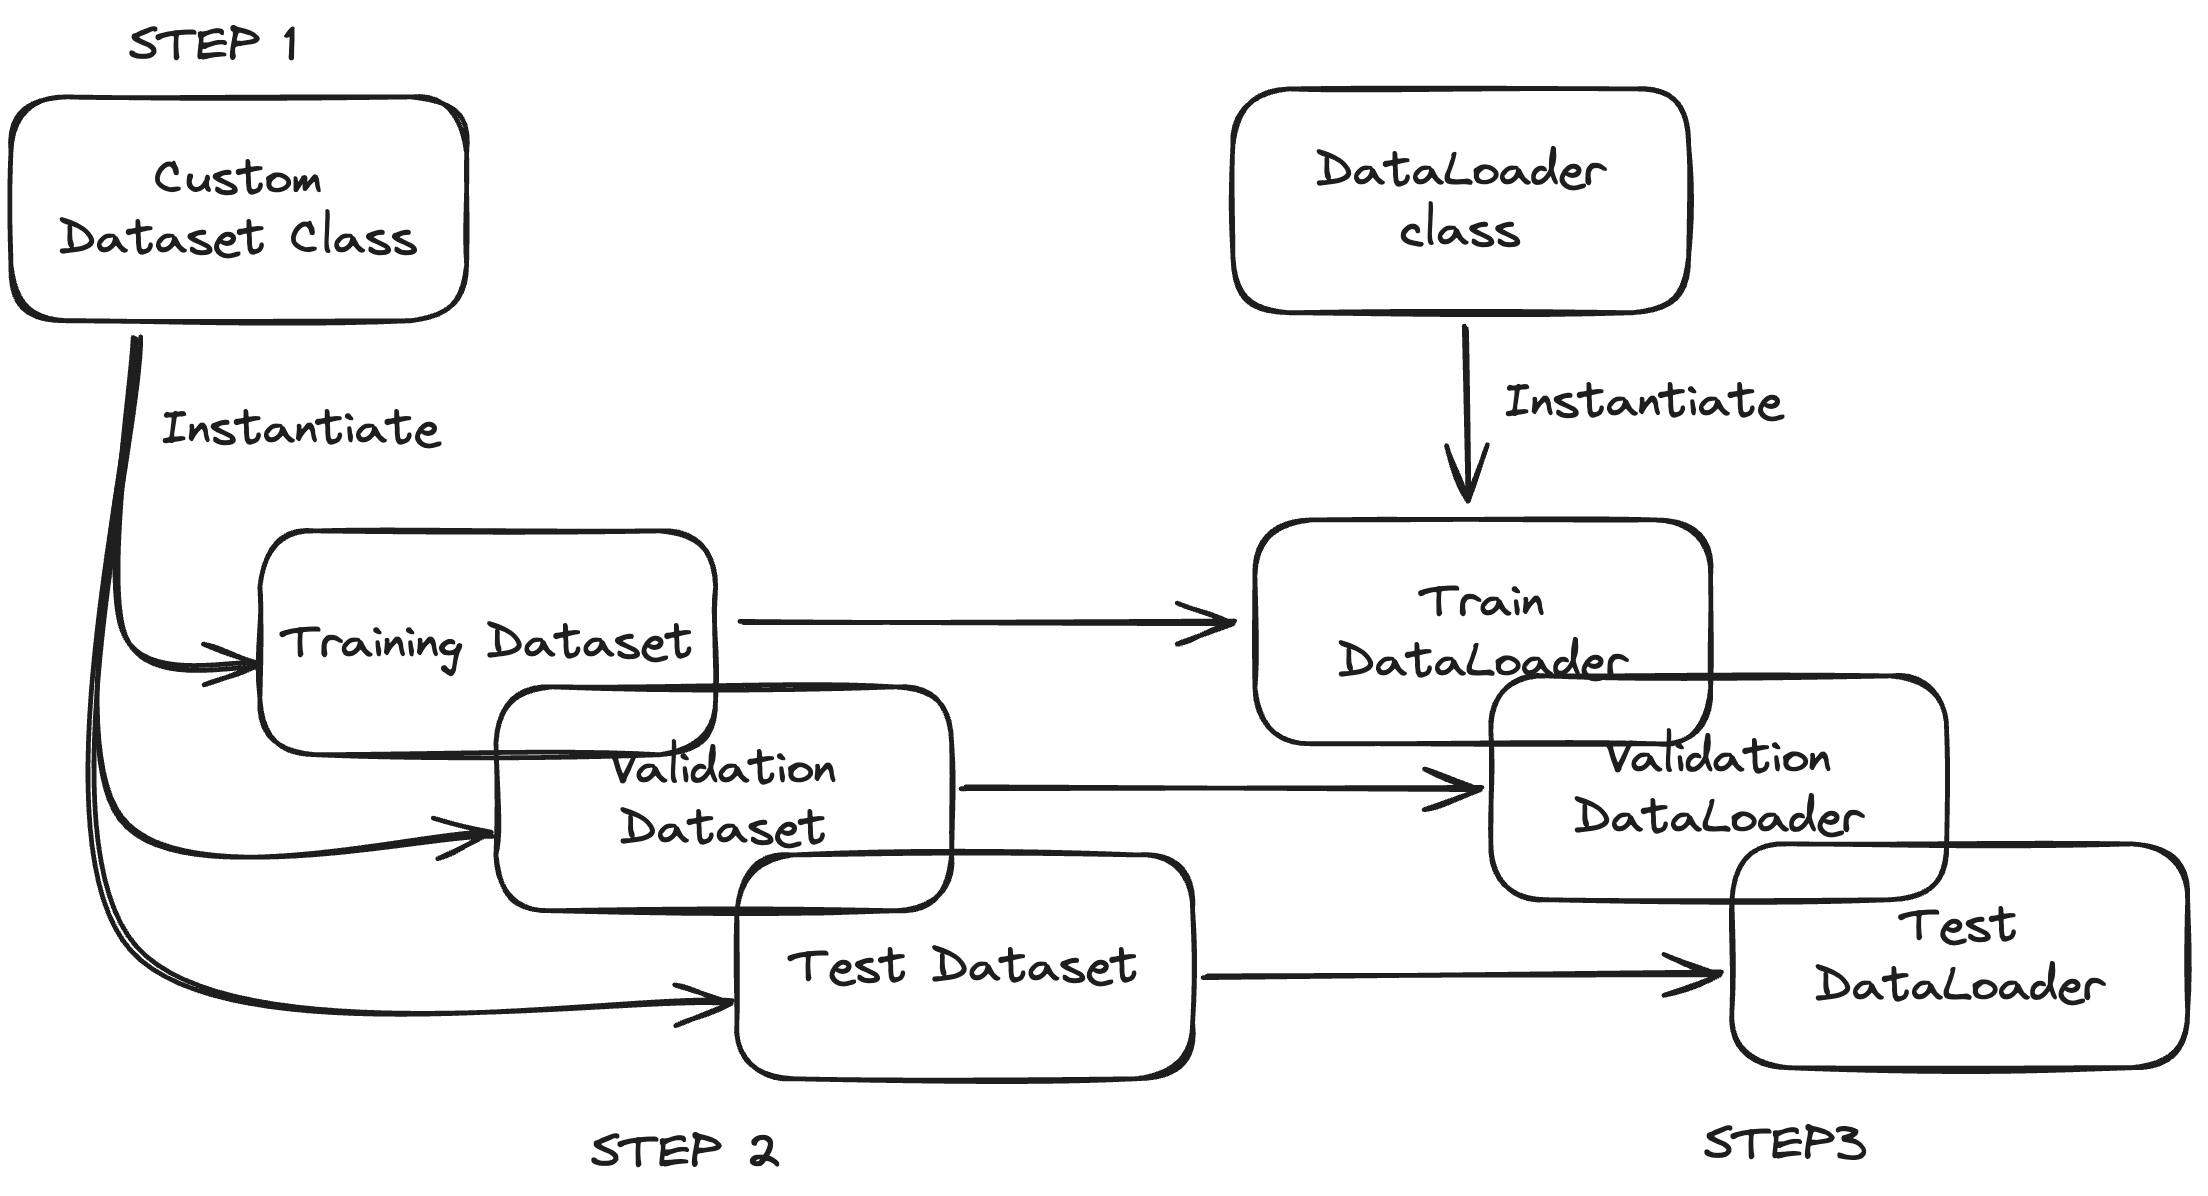 STEP 1
Custom
Dataset Class
DataLoader
class
Instantiate
Instantiate
Training Dataset
Train
DataLoader
Validation
Dataset
Validation
DataLoader
Test Dataset
Test
DataLoader
STEP 2
STEP3